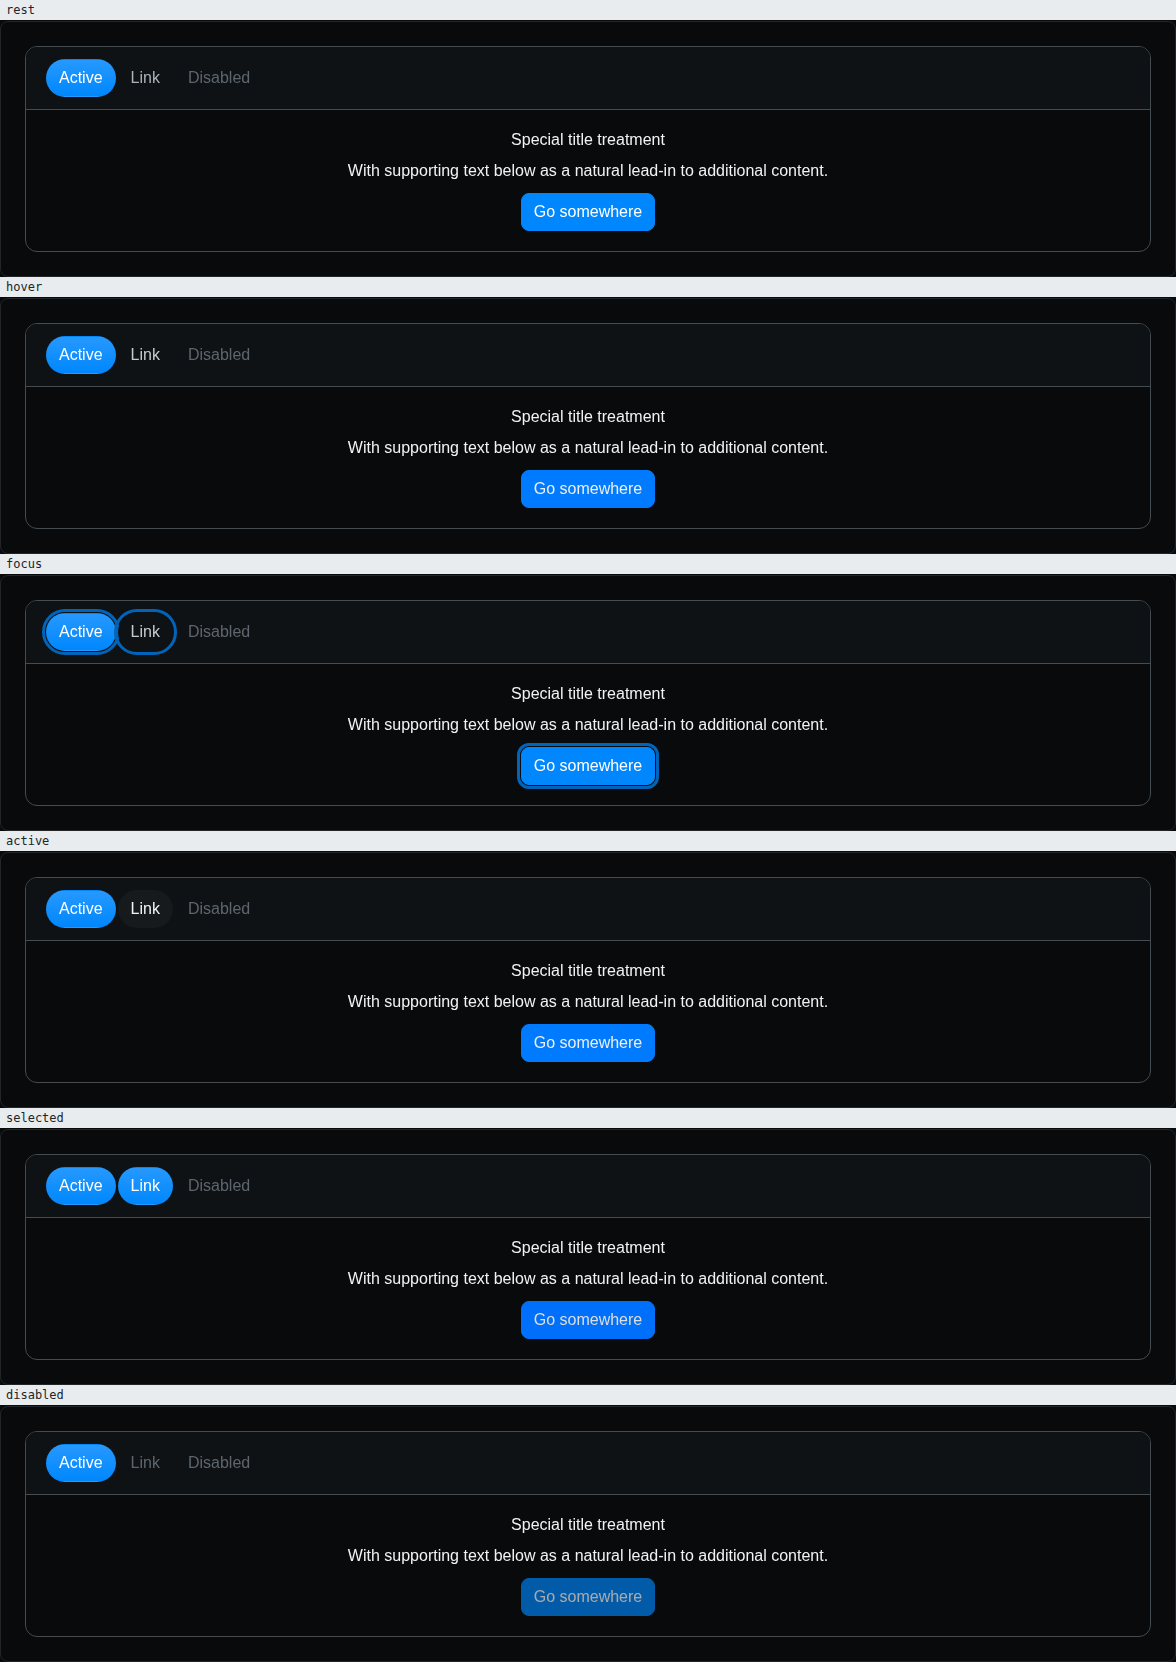 rest
Active Link Disabled
Special title treatment
With supporting text below as a natural lead-in to additional content.
Go somewhere
hover
Active Link Disabled
Special title treatment
With supporting text below as a natural lead-in to additional content.
Go somewhere
focus
Active Link Disabled
Special title treatment
With supporting text below as a natural lead-in to additional content.
Go somewhere
active
Active Link Disabled
Special title treatment
With supporting text below as a natural lead-in to additional content.
Go somewhere
selected
Active Link Disabled
Special title treatment
With supporting text below as a natural lead-in to additional content.
Go somewhere
disabled
Active Link Disabled
Special title treatment
With supporting text below as a natural lead-in to additional content.
Go somewhere